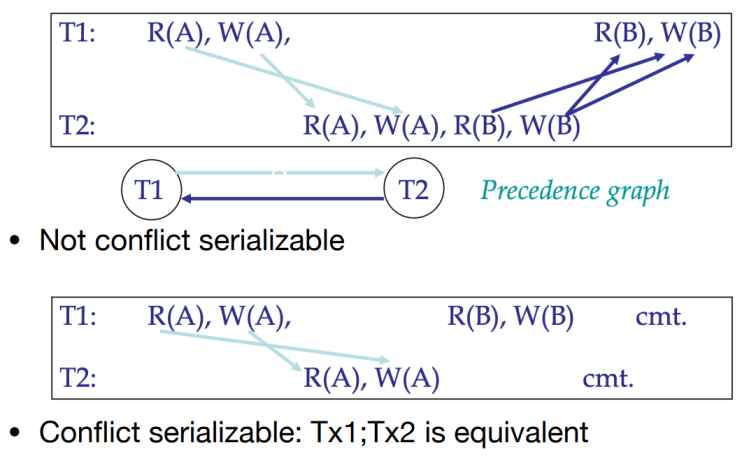 T1: R(A), W(A), R(B), W(B)
T2: R(A), W(A), R(B), W(B)
T1 T2 Precedence graph
• Not conflict serializable
T1: R(A), W(A), R(B), W(B) cmt.
T2: R(A), W(A) cmt.
• Conflict serializable: Tx1;Tx2 is equivalent